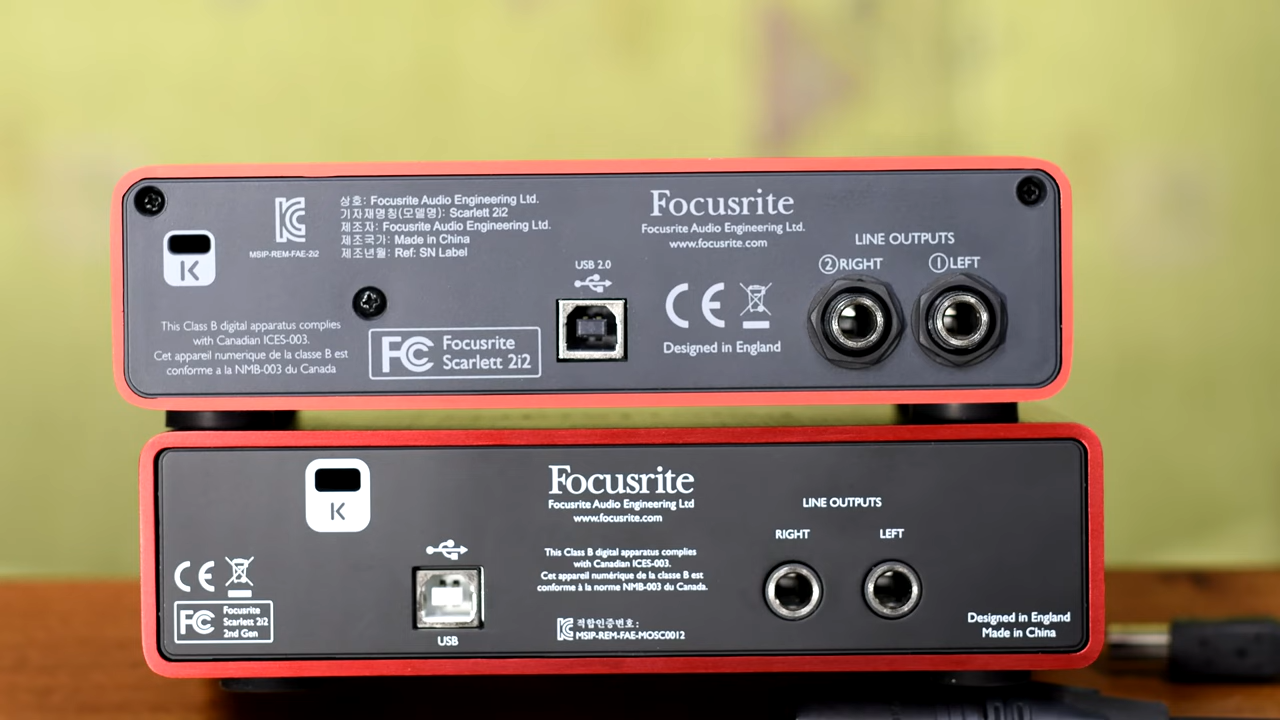 MSIP-REM-FAE-2i2
상호: Focusrite Audio Engineering Ltd.
기자재명칭(모델명): Scarlett 2i2
제조자: Focusrite Audio Engineering Ltd.
제조국가: Made in China
제조년월: Ref: SN Label
K
This Class B digital apparatus complies
with Canadian ICES-003.
Cet appareil numerique de la classe B est
conforme a la NMB-003 du Canada
FC Focusrite
Scarlett 2i2
USB 2.0
Focusrite
Focusrite Audio Engineering Ltd.
www.focusrite.com
CE
Designed in England
LINE OUTPUTS
2 RIGHT 1 LEFT
K
CE
FC Focusrite
Scarlett 2i2
2nd Gen
USB
Focusrite
Focusrite Audio Engineering Ltd
www.focusrite.com
This Class B digital apparatus complies
with Canadian ICES-003.
Cet appareil numérique de la classe B est
conforme à la norme NMB-003 du Canada.
적합인증번호:
MSIP-REM-FAE-MOSC0012
LINE OUTPUTS
RIGHT LEFT
Designed in England
Made in China